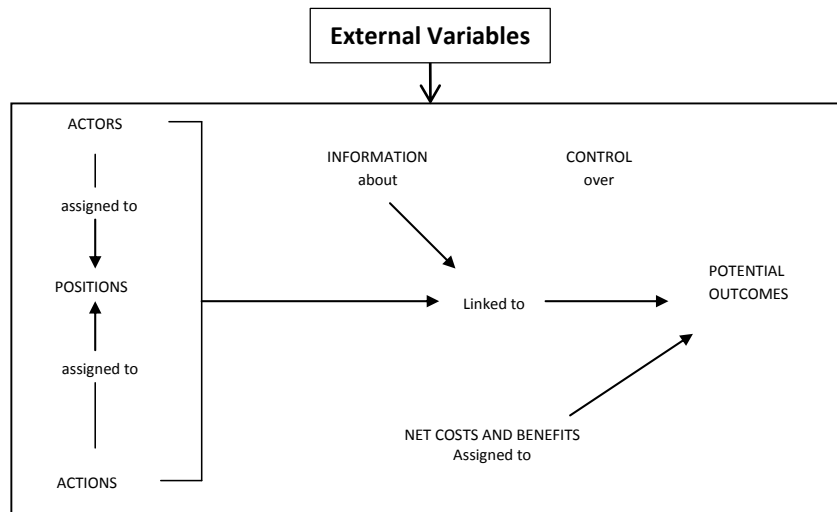 External Variables
ACTORS
assigned to
POSITIONS
assigned to
ACTIONS
INFORMATION
about
CONTROL
over
Linked to
POTENTIAL
OUTCOMES
NET COSTS AND BENEFITS
Assigned to